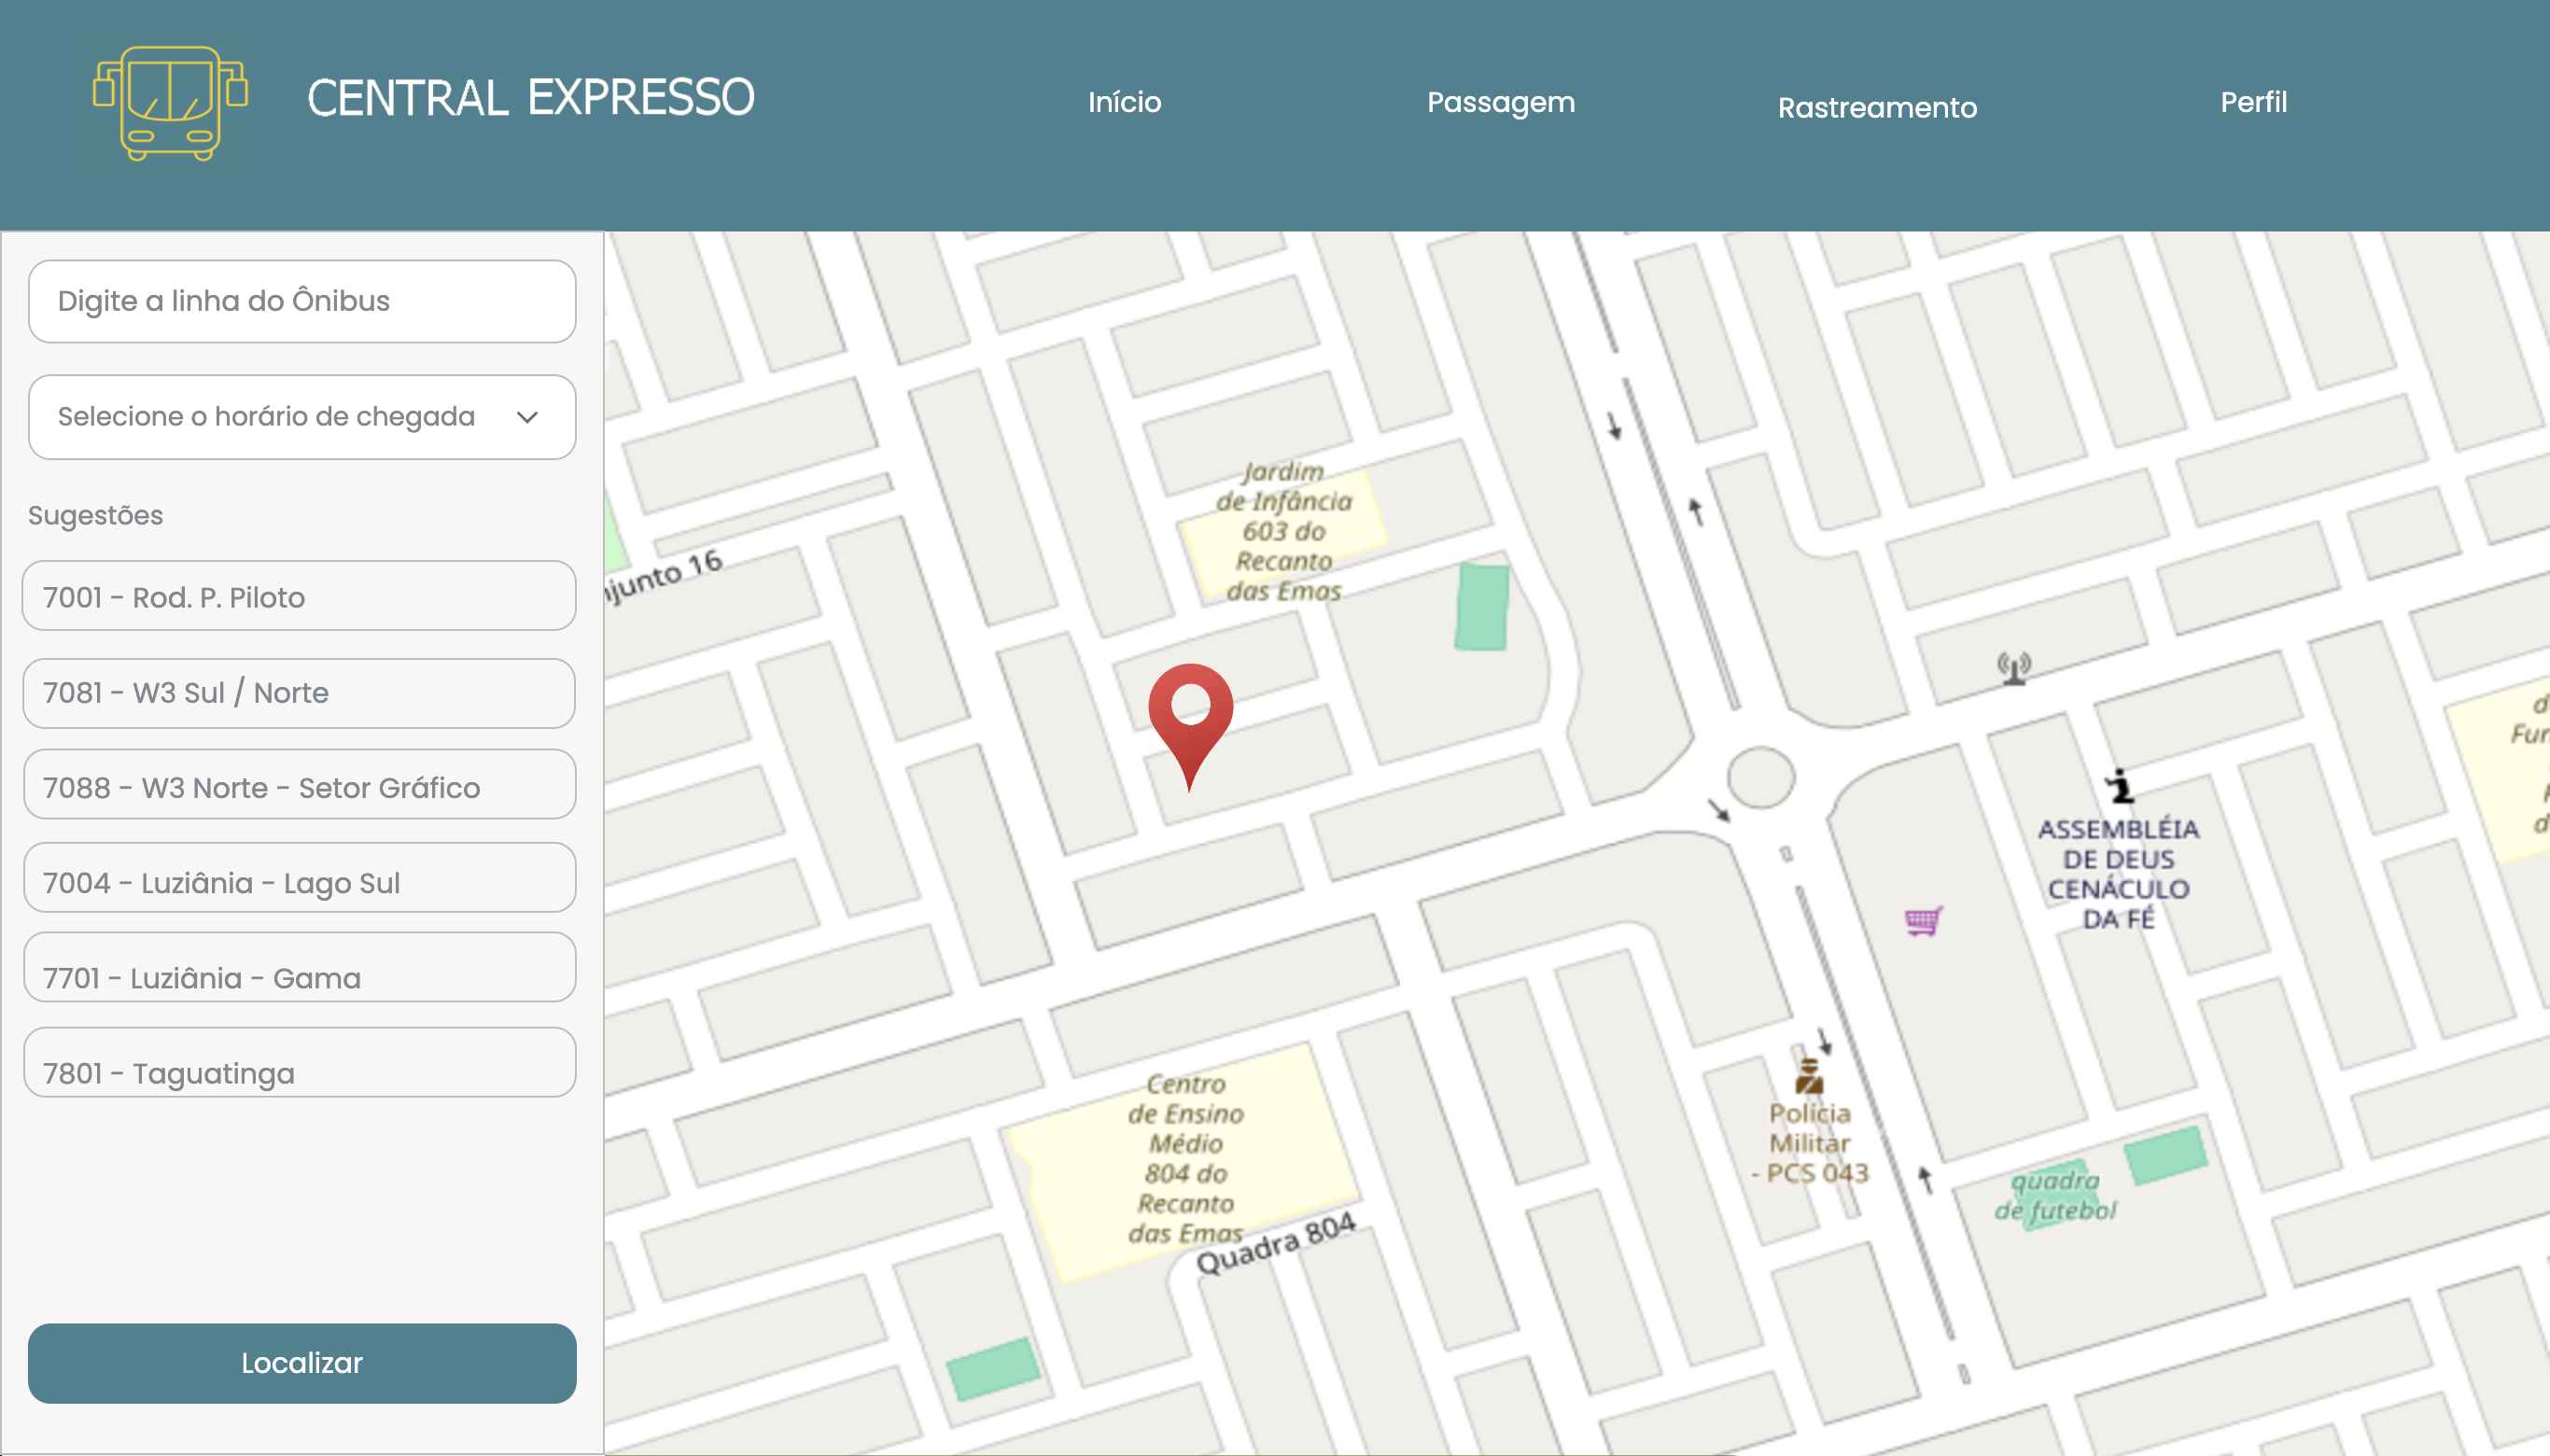 CENTRAL EXPRESSO
Início
Passagem
Rastreamento
Perfil
Digite a linha do Ônibus
Selecione o horário de chegada
Sugestões
7001 - Rod. P. Piloto
7081 - W3 Sul / Norte
7088 - W3 Norte - Setor Gráfico
7004 - Luziânia - Lago Sul
7701 - Luziânia - Gama
7801 - Taguatinga
Localizar
Jardim
de Infância
603 do
Recanto
das Emas
njunto 16
ASSEMBLÉIA
DE DEUS
CENÁCULO
DA FÉ
Centro
de Ensino
Médio
804 do
Recanto
das Emas
Quadra 804
Polícia
Militar
- PCS 043
quadra
de futebol